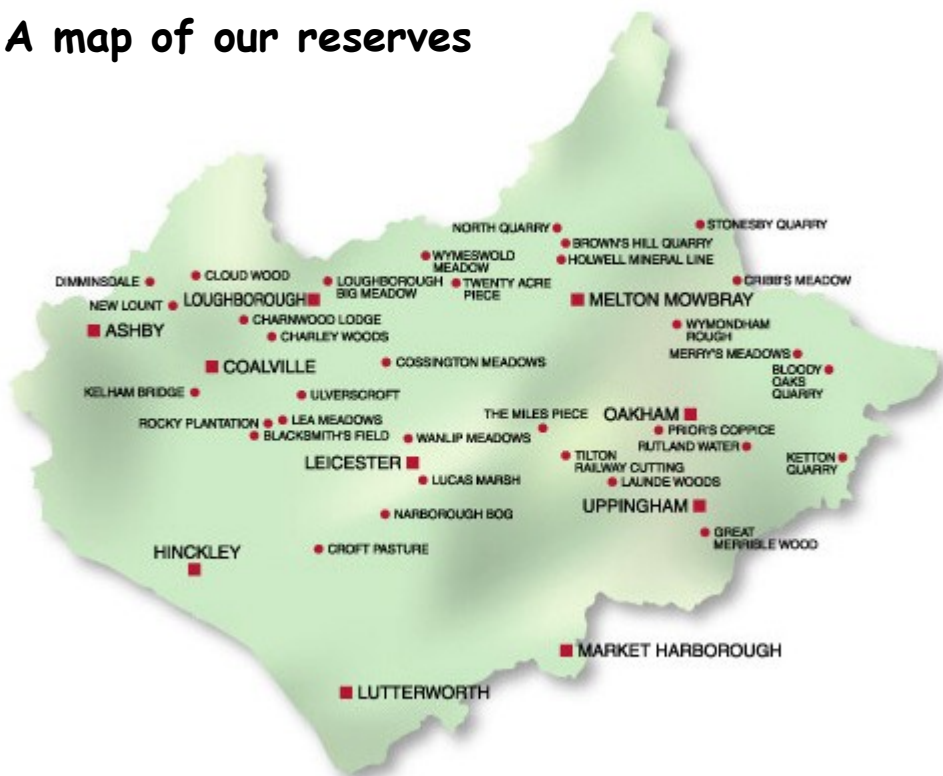 A map of our reserves
NORTH QUARRY
STONESBY QUARRY
BROWN'S HILL QUARRY
WYMESWOLD
MEADOW
HOLWELL MINERAL LINE
DIMMINSDALE
CLOUD WOOD
LOUGHBOROUGH
BIG MEADOW
TWENTY ACRE
PIECE
CRIBB'S MEADOW
NEW LOUNT
LOUGHBOROUGH
MELTON MOWBRAY
ASHBY
CHARNWOOD LODGE
WYMONDHAM
ROUGH
CHARLEY WOODS
MERRY'S MEADOWS
COALVILLE
COSSINGTON MEADOWS
BLOODY
OAKS
QUARRY
KELHAM BRIDGE
ULVERSCROFT
THE MILES PIECE
OAKHAM
ROCKY PLANTATION
LEA MEADOWS
PRIOR'S COPPICE
BLACKSMITH'S FIELD
WANLIP MEADOWS
RUTLAND WATER
LEICESTER
TILTON
RAILWAY CUTTING
KETTON
QUARRY
LUCAS MARSH
LAUNDE WOODS
UPPINGHAM
NARBOROUGH BOG
GREAT
MERRIBLE WOOD
HINCKLEY
CROFT PASTURE
MARKET HARBOROUGH
LUTTERWORTH